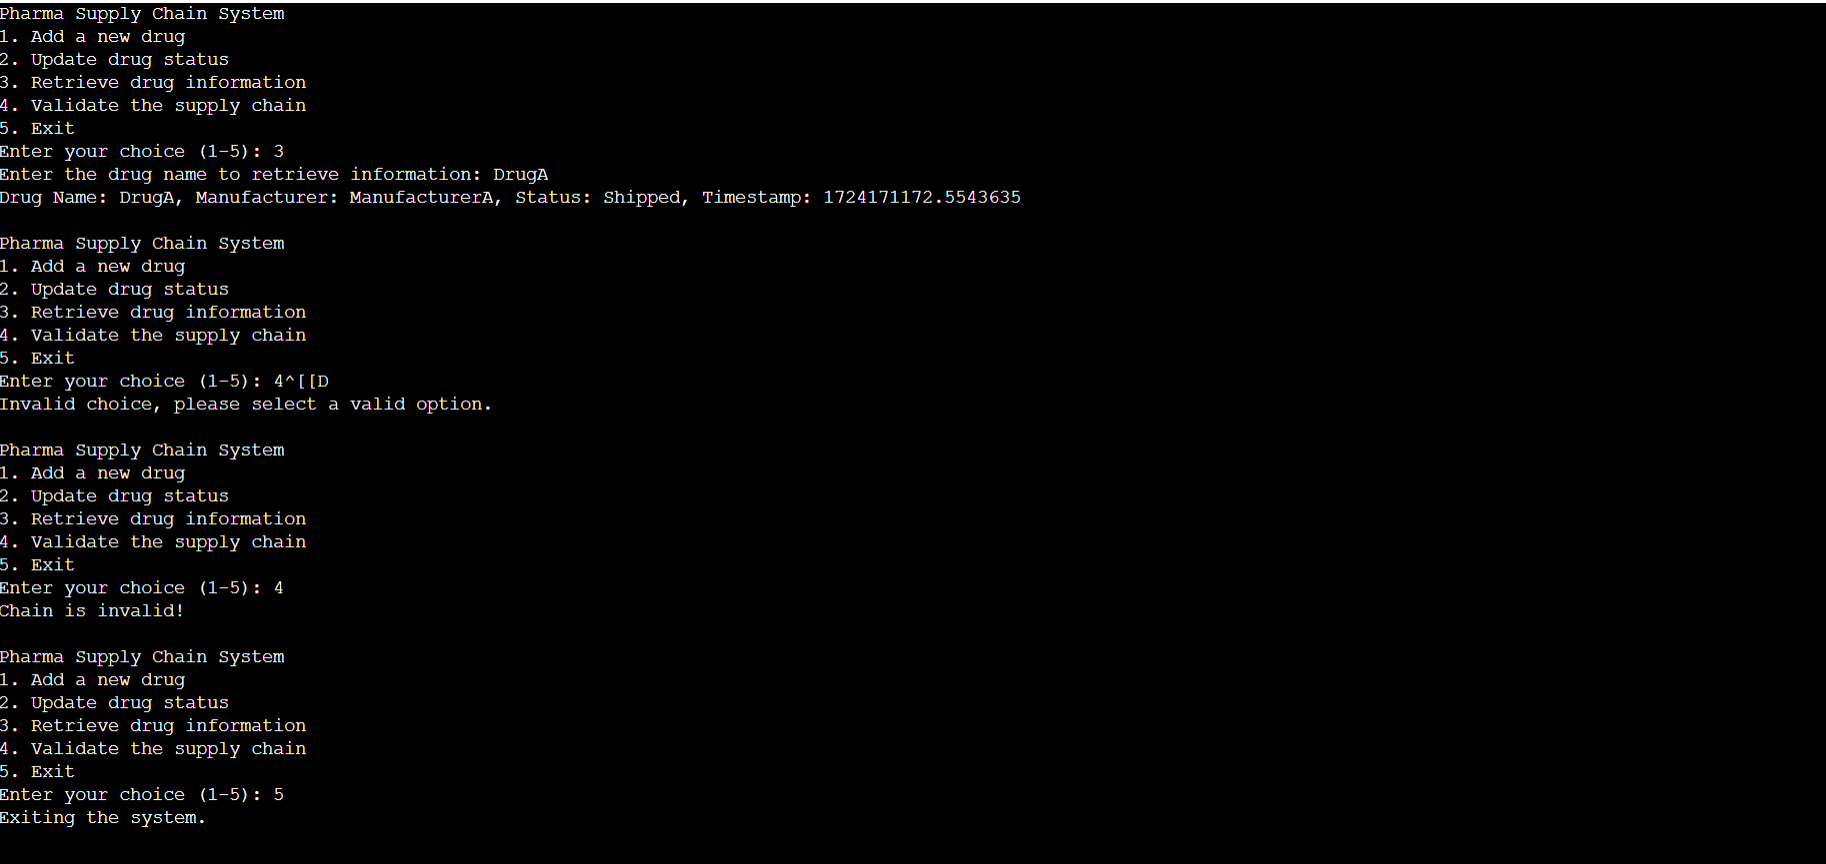 Pharma Supply Chain System
1. Add a new drug
2. Update drug status
3. Retrieve drug information
4. Validate the supply chain
5. Exit
Enter your choice (1-5): 3
Enter the drug name to retrieve information: DrugA
Drug Name: DrugA, Manufacturer: ManufacturerA, Status: Shipped, Timestamp: 1724171172.5543635
Pharma Supply Chain System
1. Add a new drug
2. Update drug status
3. Retrieve drug information
4. Validate the supply chain
5. Exit
Enter your choice (1-5): 4^[[D
Invalid choice, please select a valid option.
Pharma Supply Chain System
1. Add a new drug
2. Update drug status
3. Retrieve drug information
4. Validate the supply chain
5. Exit
Enter your choice (1-5): 4
Chain is invalid!
Pharma Supply Chain System
1. Add a new drug
2. Update drug status
3. Retrieve drug information
4. Validate the supply chain
5. Exit
Enter your choice (1-5): 5
Exiting the system.